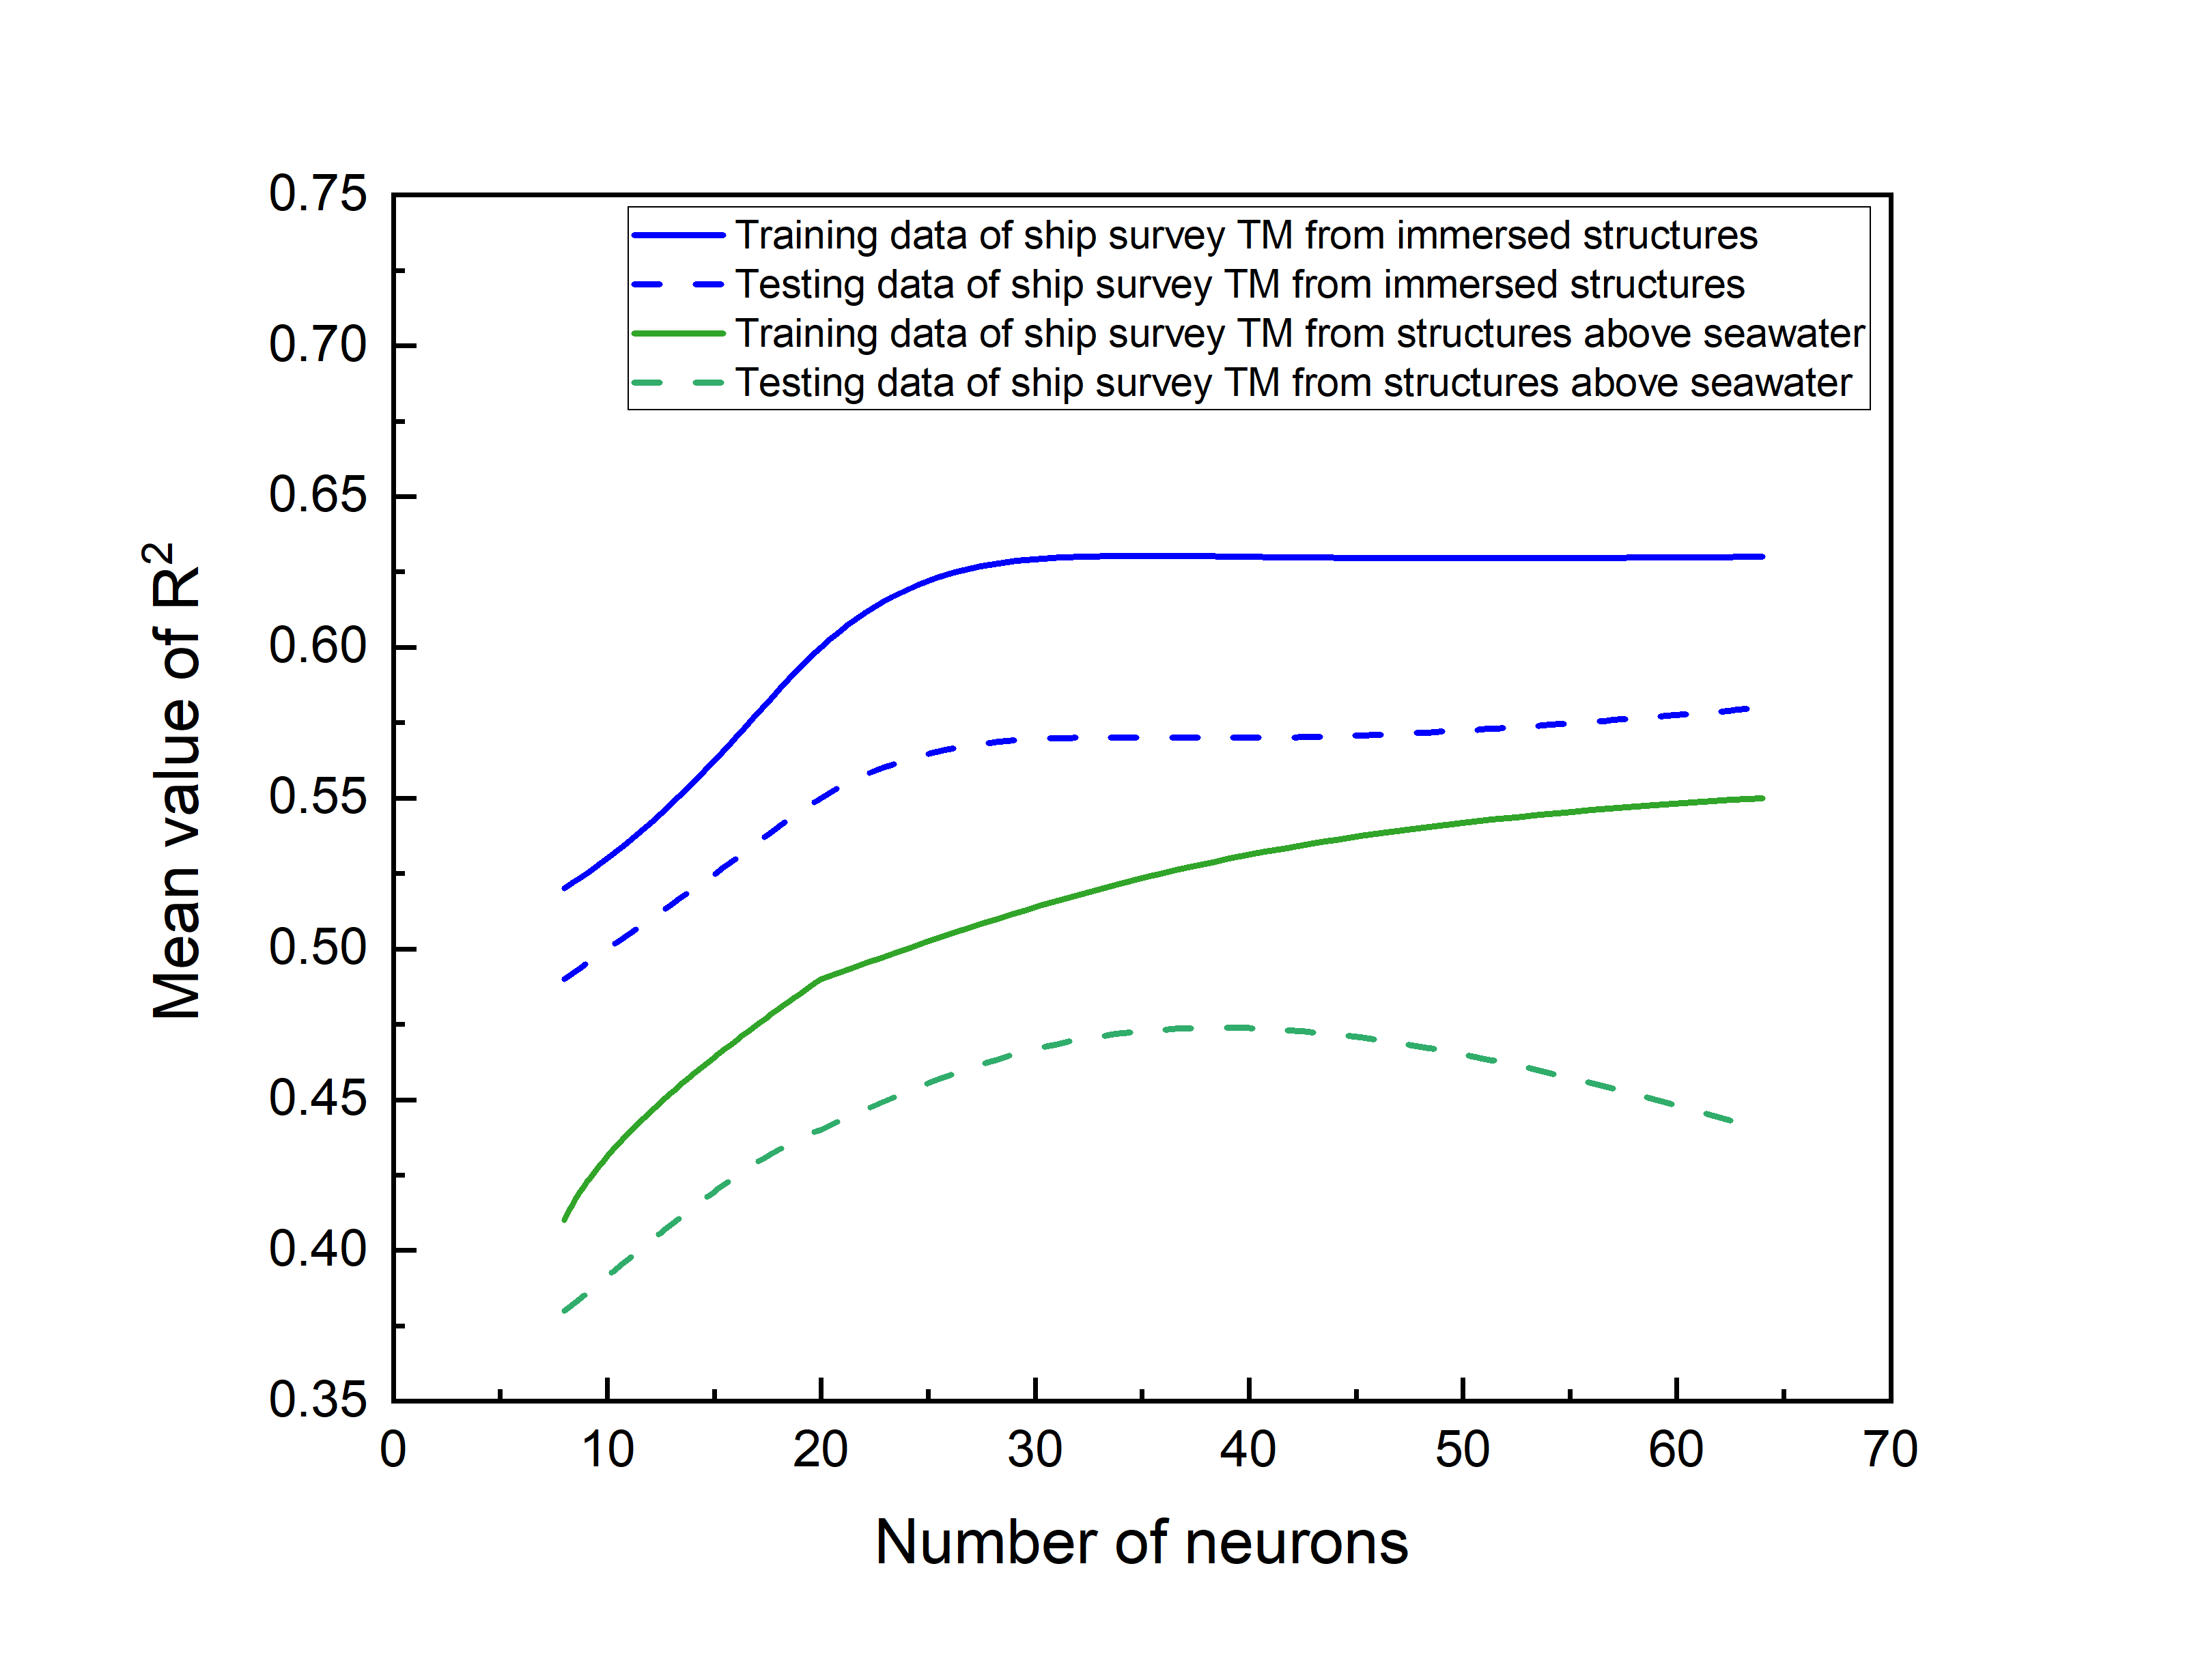 0.75
0.70
0.65
0.60
0.55
0.50
0.45
0.40
0.35
Mean value of R²
Training data of ship survey TM from immersed structures
Testing data of ship survey TM from immersed structures
Training data of ship survey TM from structures above seawater
Testing data of ship survey TM from structures above seawater
0 10 20 30 40 50 60 70
Number of neurons